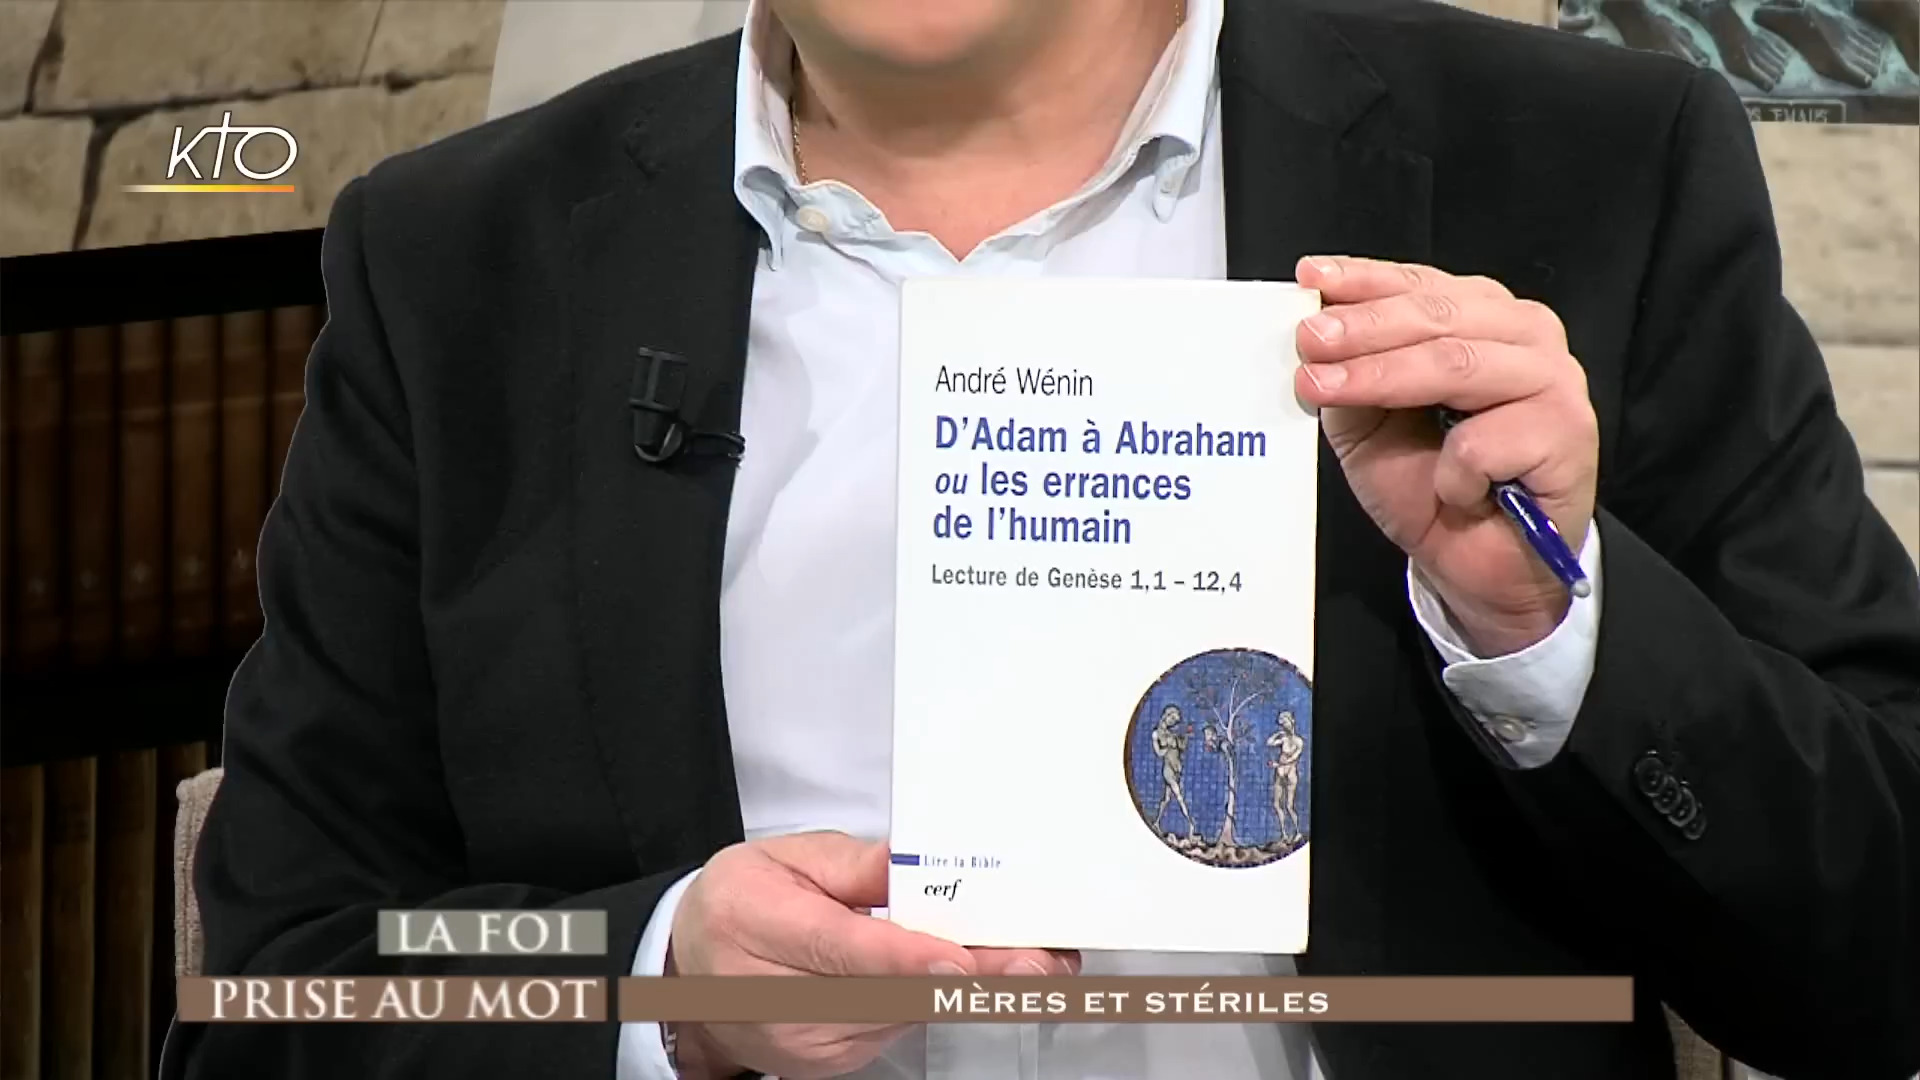 KTO
André Wénin
D'Adam à Abraham
ou les errances
de l'humain
Lecture de Genèse 1,1 – 12,4
Lire la Bible
cerf
LA FOI
PRISE AU MOT
MÈRES ET STÉRILES